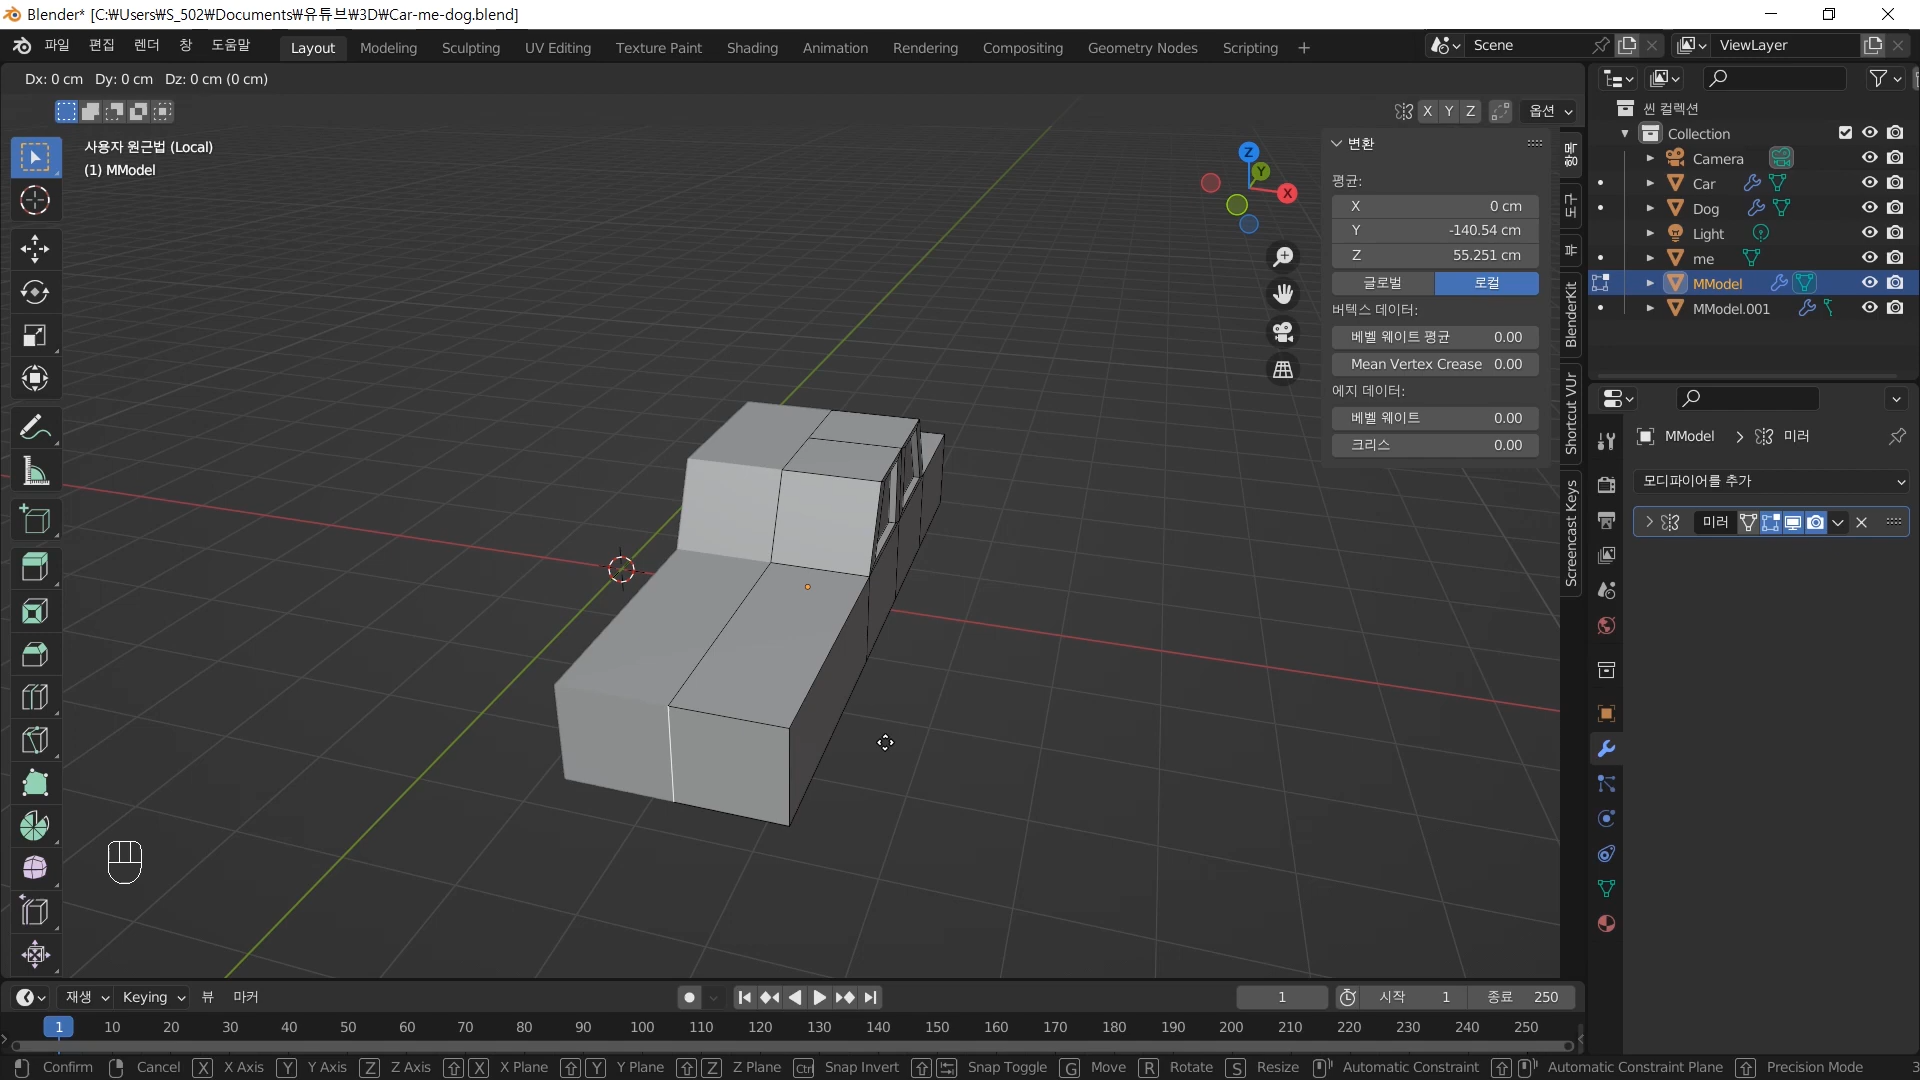 Blender* [C:₩Users₩S_502₩Documents₩유튜브₩3D₩Car-me-dog.blend]
파일 편집 렌더 창 도움말 Layout Modeling Sculpting UV Editing Texture Paint Shading Animation Rendering Compositing Geometry Nodes Scripting + Scene ViewLayer
Dx: 0 cm Dy: 0 cm Dz: 0 cm (0 cm)
X Y Z 옵션
사용자 원근법 (Local)
(1) MModel
Z
Y
X
변환
평균:
X 0 cm
Y -140.54 cm
Z 55.251 cm
글로벌 로컬
버텍스 데이터:
베벨 웨이트 평균 0.00
Mean Vertex Crease 0.00
에지 데이터:
베벨 웨이트 0.00
크리스 0.00
항목
도구
뷰
BlenderKit
Shortcut VUr
Screencast Keys
씬 컬렉션
Collection
Camera
Car
Dog
Light
me
MModel
MModel.001
MModel > 미러
모디파이어를 추가
미러
재생 Keying 뷰 마커 1 시작 1 종료 250
1 10 20 30 40 50 60 70 80 90 100 110 120 130 140 150 160 170 180 190 200 210 220 230 240 250
Confirm Cancel X X Axis Y Y Axis Z Z Axis X X Plane Y Y Plane Z Z Plane Ctrl Snap Invert Snap Toggle G Move R Rotate S Resize Automatic Constraint Automatic Constraint Plane Precision Mode